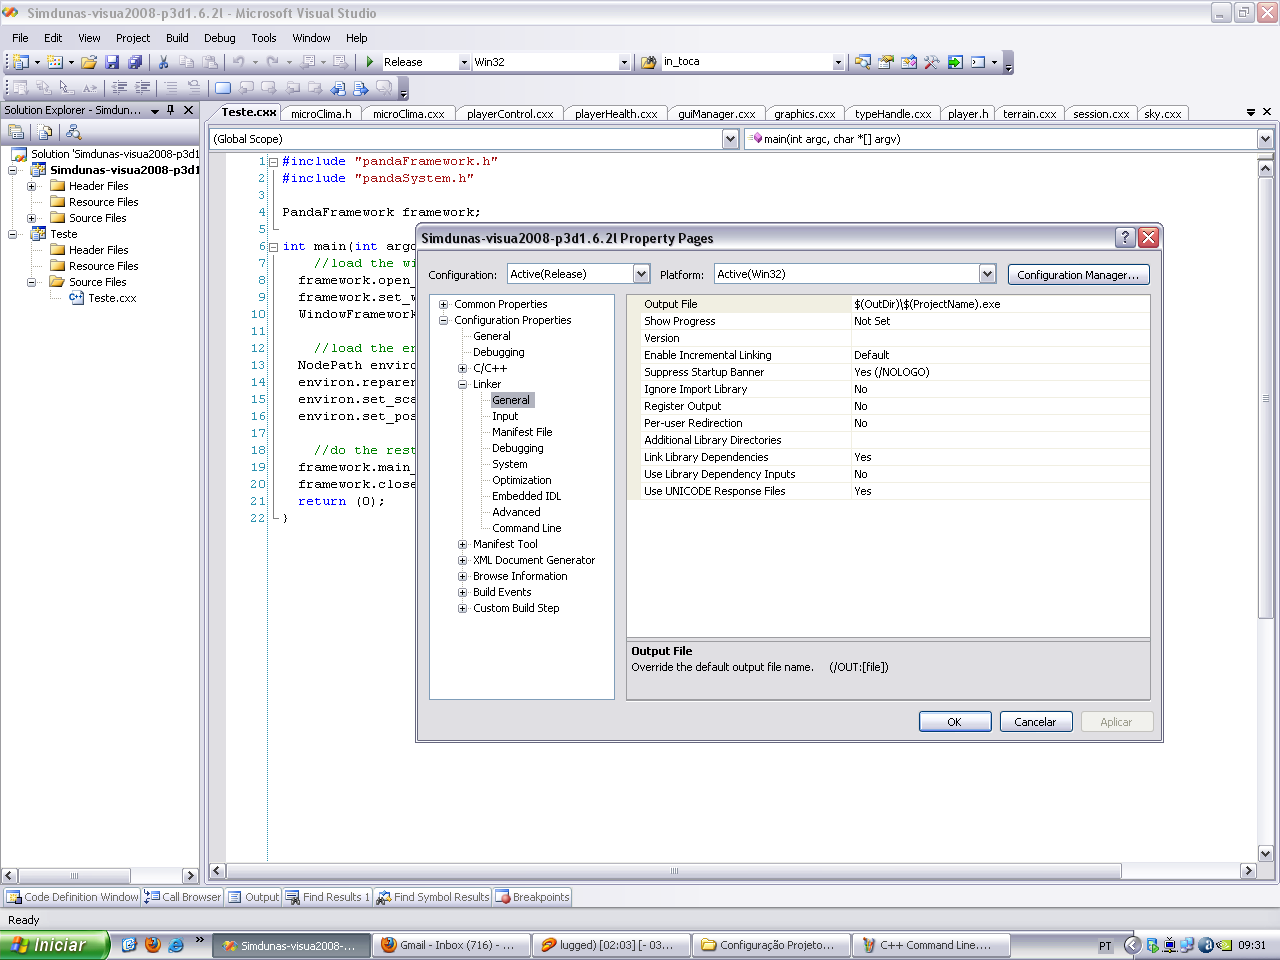 Simdunas-visua2008-p3d1.6.2l - Microsoft Visual Studio
File Edit View Project Build Debug Tools Window Help
Release Win32 in_toca
Solution Explorer - Simdun...
Teste.cxx microClima.h microClima.cxx playerControl.cxx playerHealth.cxx guiManager.cxx graphics.cxx typeHandle.cxx player.h terrain.cxx session.cxx sky.cxx
(Global Scope) main(int argc, char *[] argv)
Solution 'Simdunas-visua2008-p3d1
Simdunas-visua2008-p3d1
Header Files
Resource Files
Source Files
Teste
Header Files
Resource Files
Source Files
Teste.cxx
1 #include "pandaFramework.h"
2 #include "pandaSystem.h"
3
4 PandaFramework framework;
5
6 int main(int argc
7 //load the wi
8 framework.open_
9 framework.set_w
10 WindowFramework
11
12 //load the en
13 NodePath enviro
14 environ.reparen
15 environ.set_sca
16 environ.set_pos
17
18 //do the rest
19 framework.main_
20 framework.close
21 return (0);
22 }
Simdunas-visua2008-p3d1.6.2l Property Pages
Configuration: Active(Release) Platform: Active(Win32) Configuration Manager...
Common Properties
Configuration Properties
General
Debugging
C/C++
Linker
General
Input
Manifest File
Debugging
System
Optimization
Embedded IDL
Advanced
Command Line
Manifest Tool
XML Document Generator
Browse Information
Build Events
Custom Build Step
Output File $(OutDir)\$(ProjectName).exe
Show Progress Not Set
Version
Enable Incremental Linking Default
Suppress Startup Banner Yes (/NOLOGO)
Ignore Import Library No
Register Output No
Per-user Redirection No
Additional Library Directories
Link Library Dependencies Yes
Use Library Dependency Inputs No
Use UNICODE Response Files Yes
Output File
Override the default output file name. (/OUT:[file])
OK Cancelar Aplicar
Code Definition Window Call Browser Output Find Results 1 Find Symbol Results Breakpoints
Ready
Iniciar Simdunas-visua2008-... Gmail - Inbox (716) - ... lugged) [02:03] [- 03... Configuração Projeto... C++ Command Line.... PT 09:31